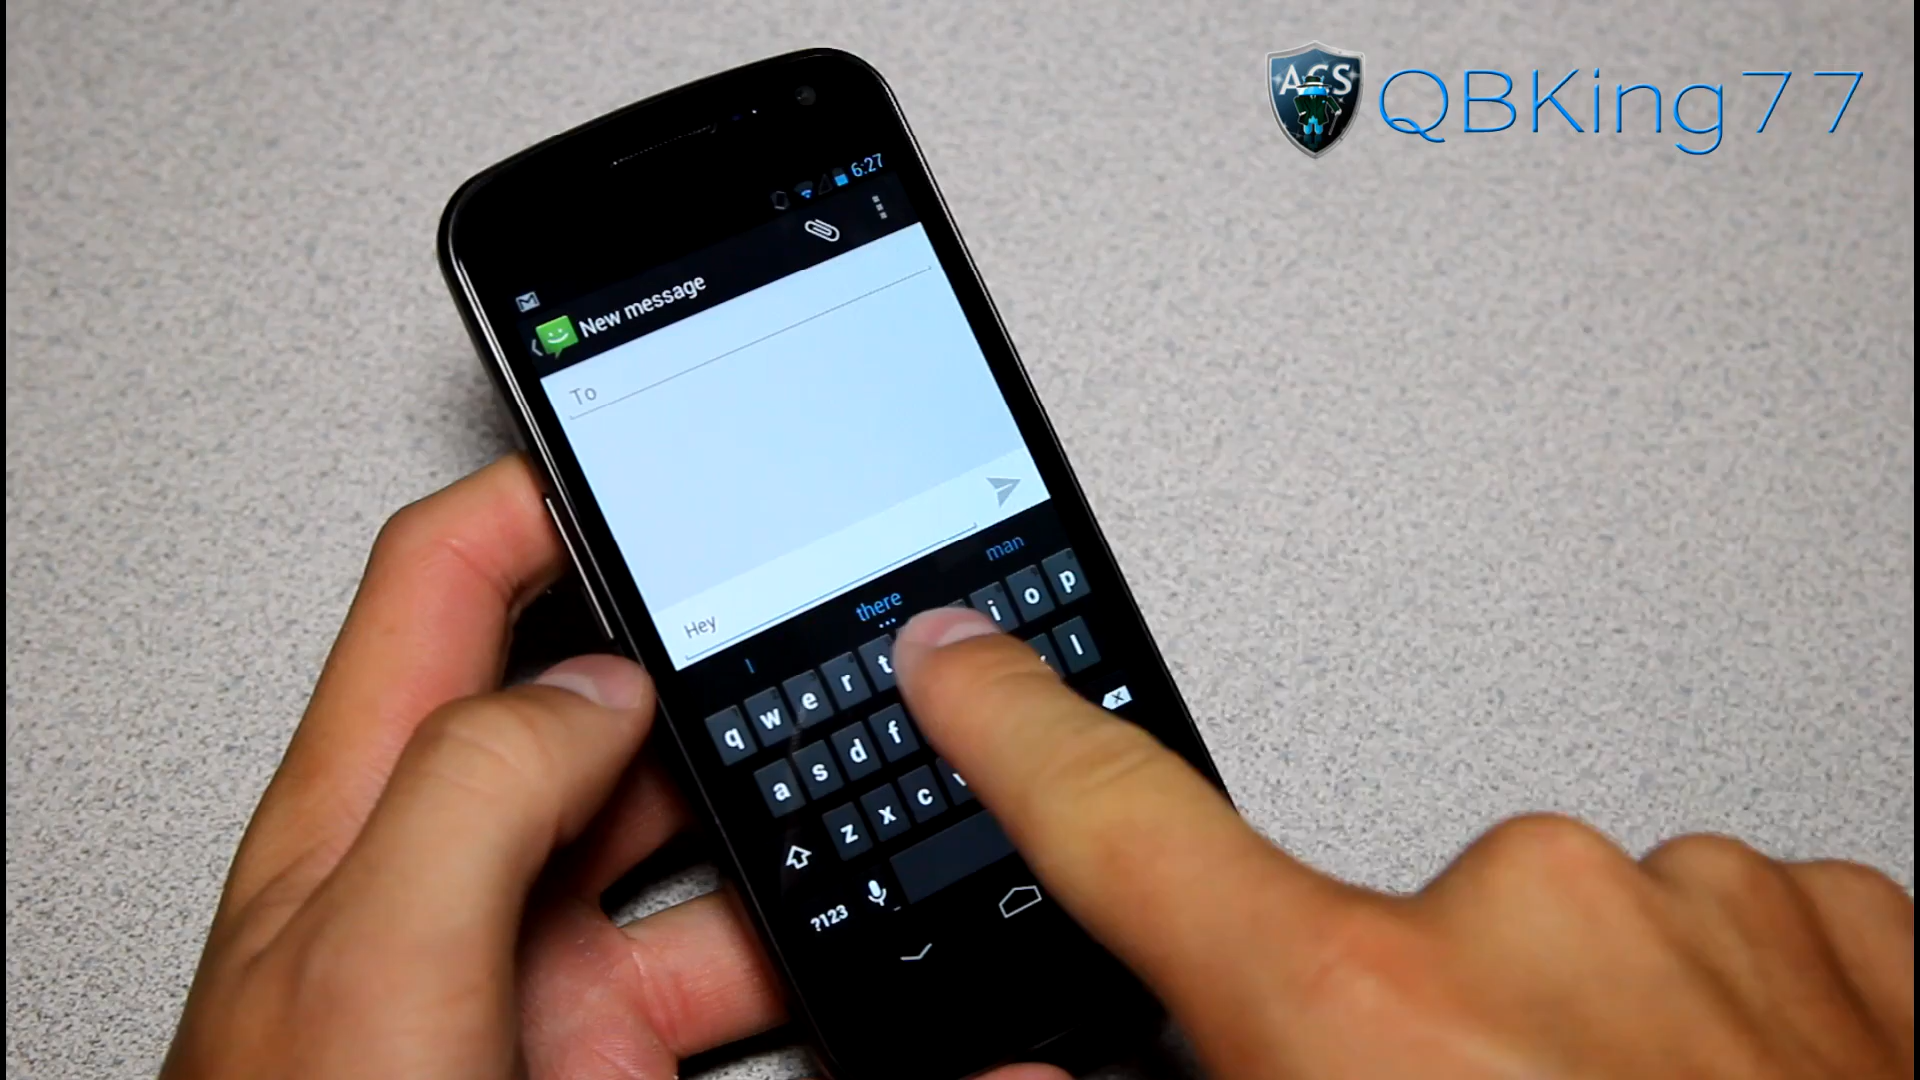 ACS QBKing77
6:27
New message
To
Hey
I there man
q w e r t i o p
a s d f l
z x c
?123